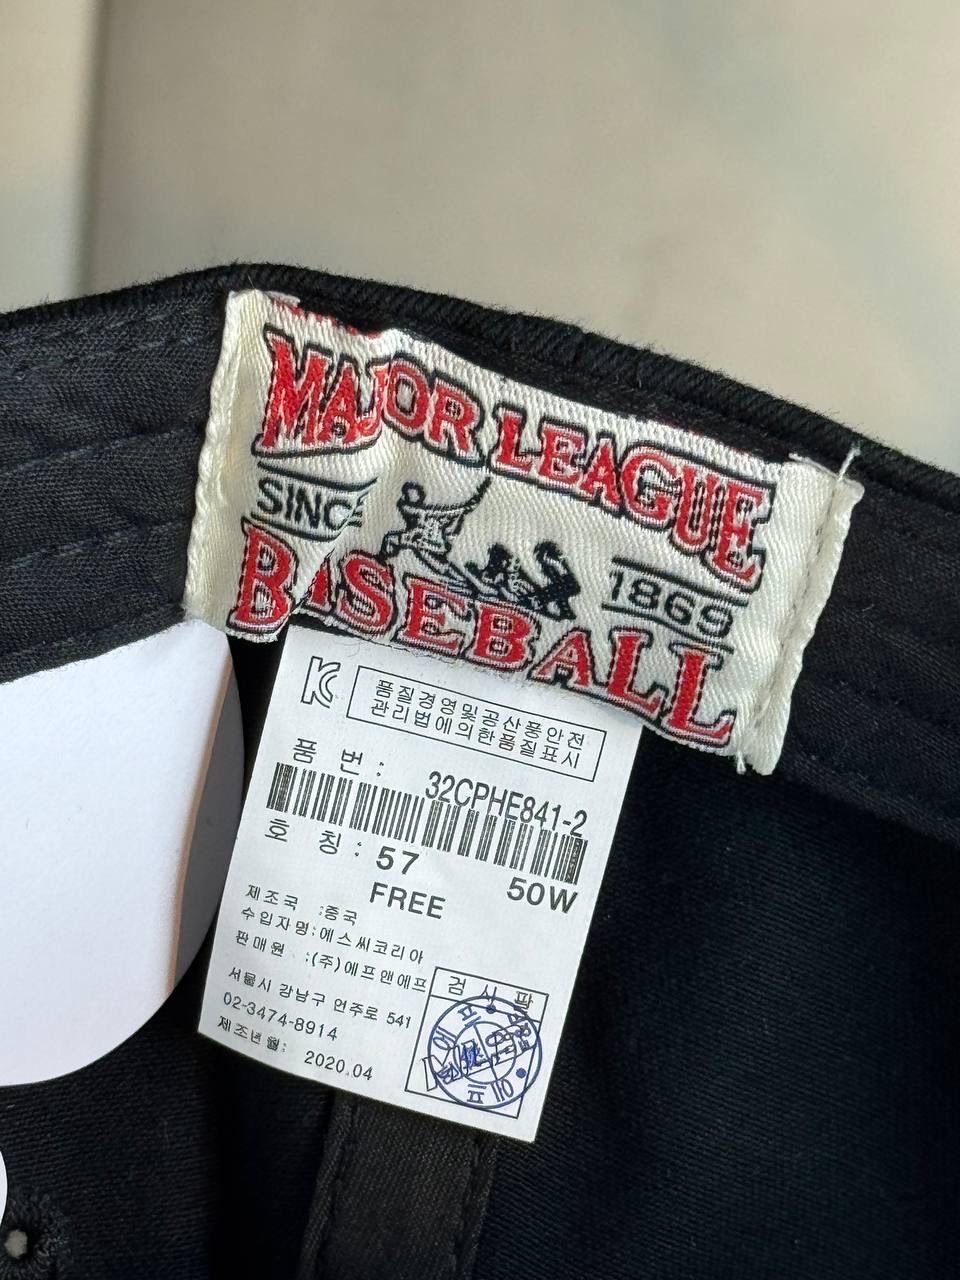 MAJOR LEAGUE
SINCE 1869
BASEBALL
품질경영및공산품안전
관리법에의한품질표시
품 번: 32CPHE841-2
호 칭: 57 50W
FREE
제조국 :중국
수입자명:에스씨코리아
판매원 :(주)에프앤에프
서울시 강남구 언주로 541
02-3474-8914
제조년월: 2020.04
검사